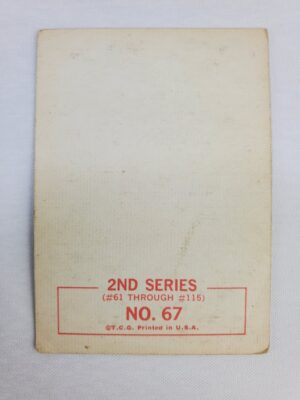 2ND SERIES
(#61 THROUGH #115)
NO. 67
©T.C.G. Printed in U.S.A.